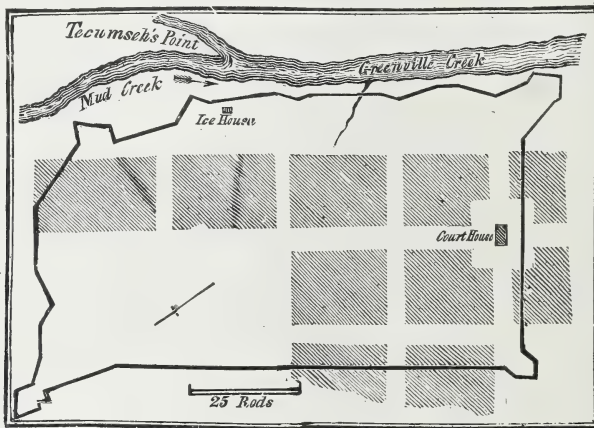 Tecumseh's Point
Mud Creek
Greenville Creek
Ice House
Court House
25 Rods